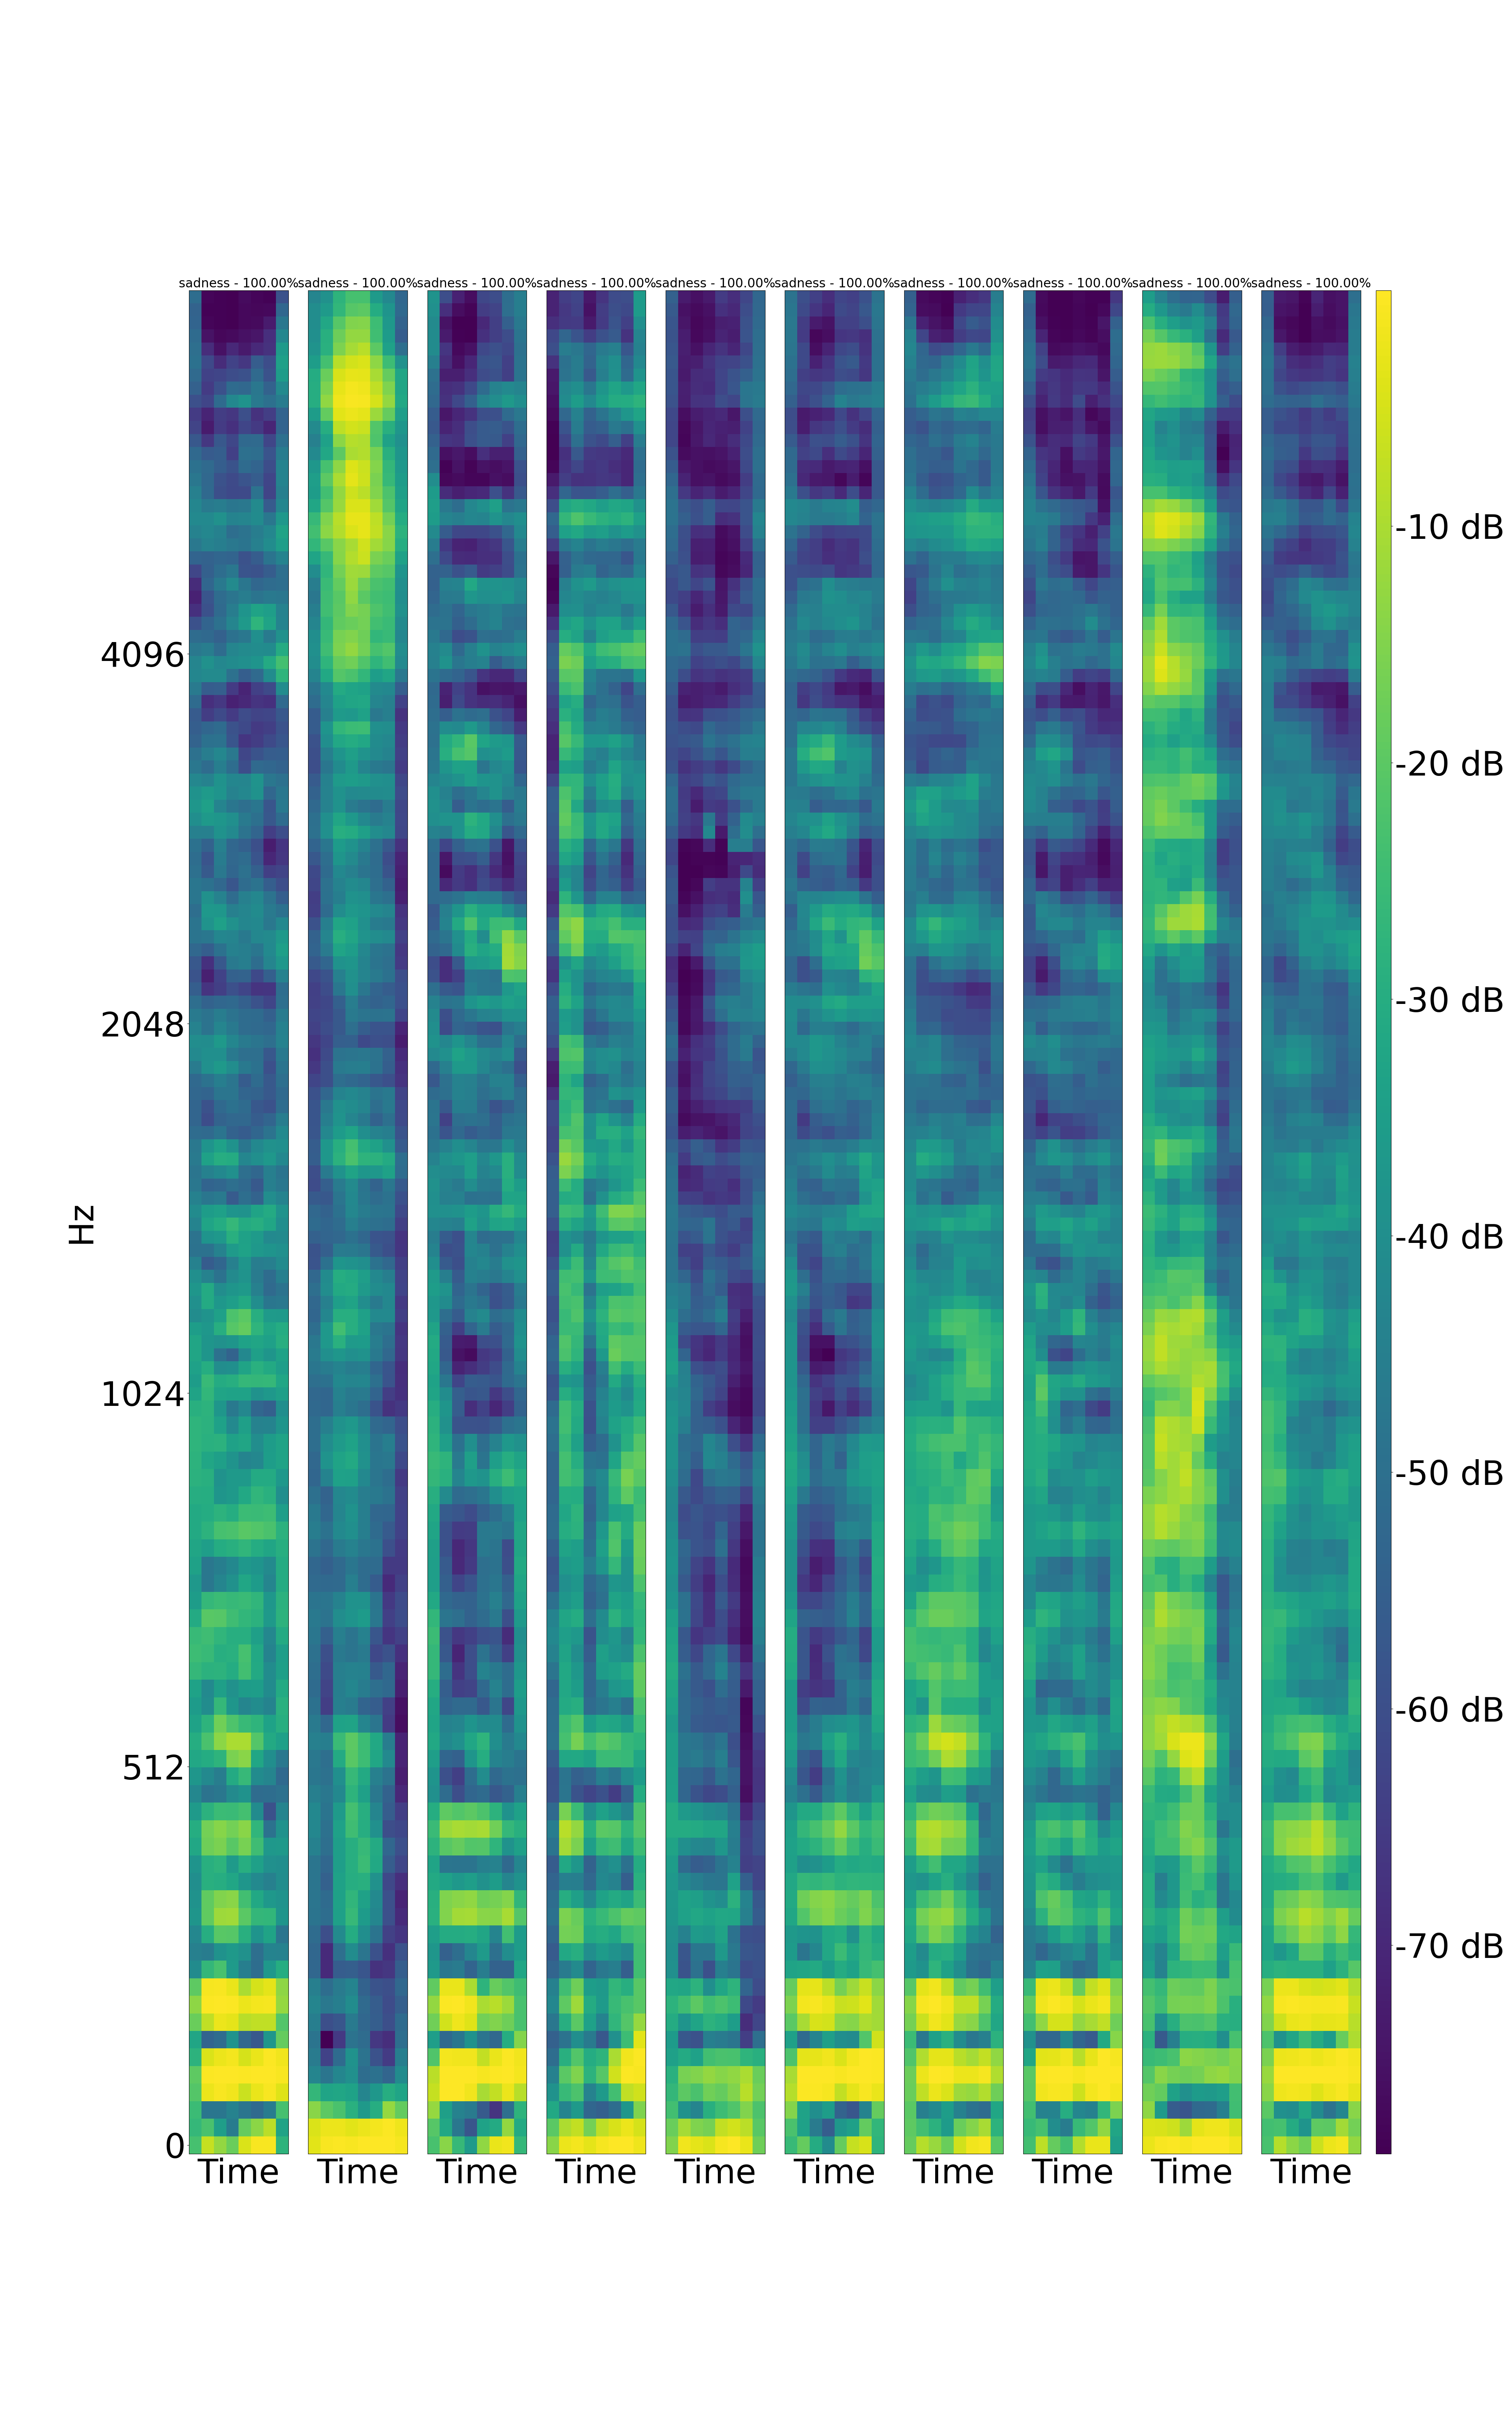 sadness - 100.00% sadness - 100.00% sadness - 100.00% sadness - 100.00% sadness - 100.00% sadness - 100.00% sadness - 100.00% sadness - 100.00% sadness - 100.00% sadness - 100.00%
-10 dB
4096
-20 dB
-30 dB
2048
Hz
-40 dB
1024
-50 dB
-60 dB
512
-70 dB
0
Time Time Time Time Time Time Time Time Time Time